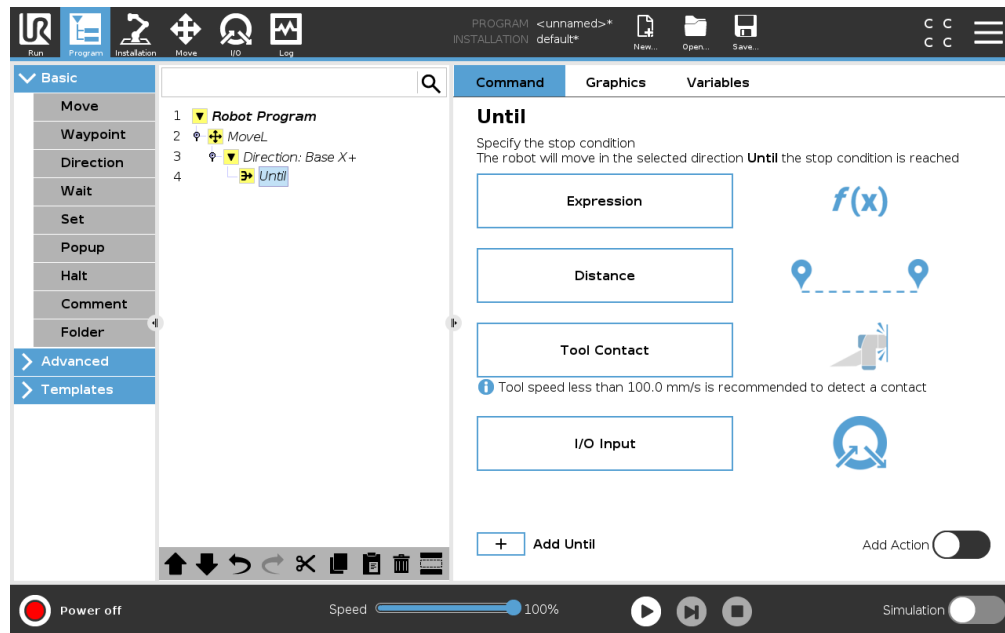 UR
PROGRAM <unnamed>*
INSTALLATION default*
C C
C C
Run Program Installation Move I/O Log New... Open... Save...
Basic
Move
Waypoint
Direction
Wait
Set
Popup
Halt
Comment
Folder
Advanced
Templates
1 Robot Program
2 MoveL
3 Direction: Base X+
4 Until
Command Graphics Variables
Until
Specify the stop condition
The robot will move in the selected direction Until the stop condition is reached
Expression f(x)
Distance
Tool Contact
Tool speed less than 100.0 mm/s is recommended to detect a contact
I/O Input
+ Add Until Add Action
Power off Speed 100% Simulation